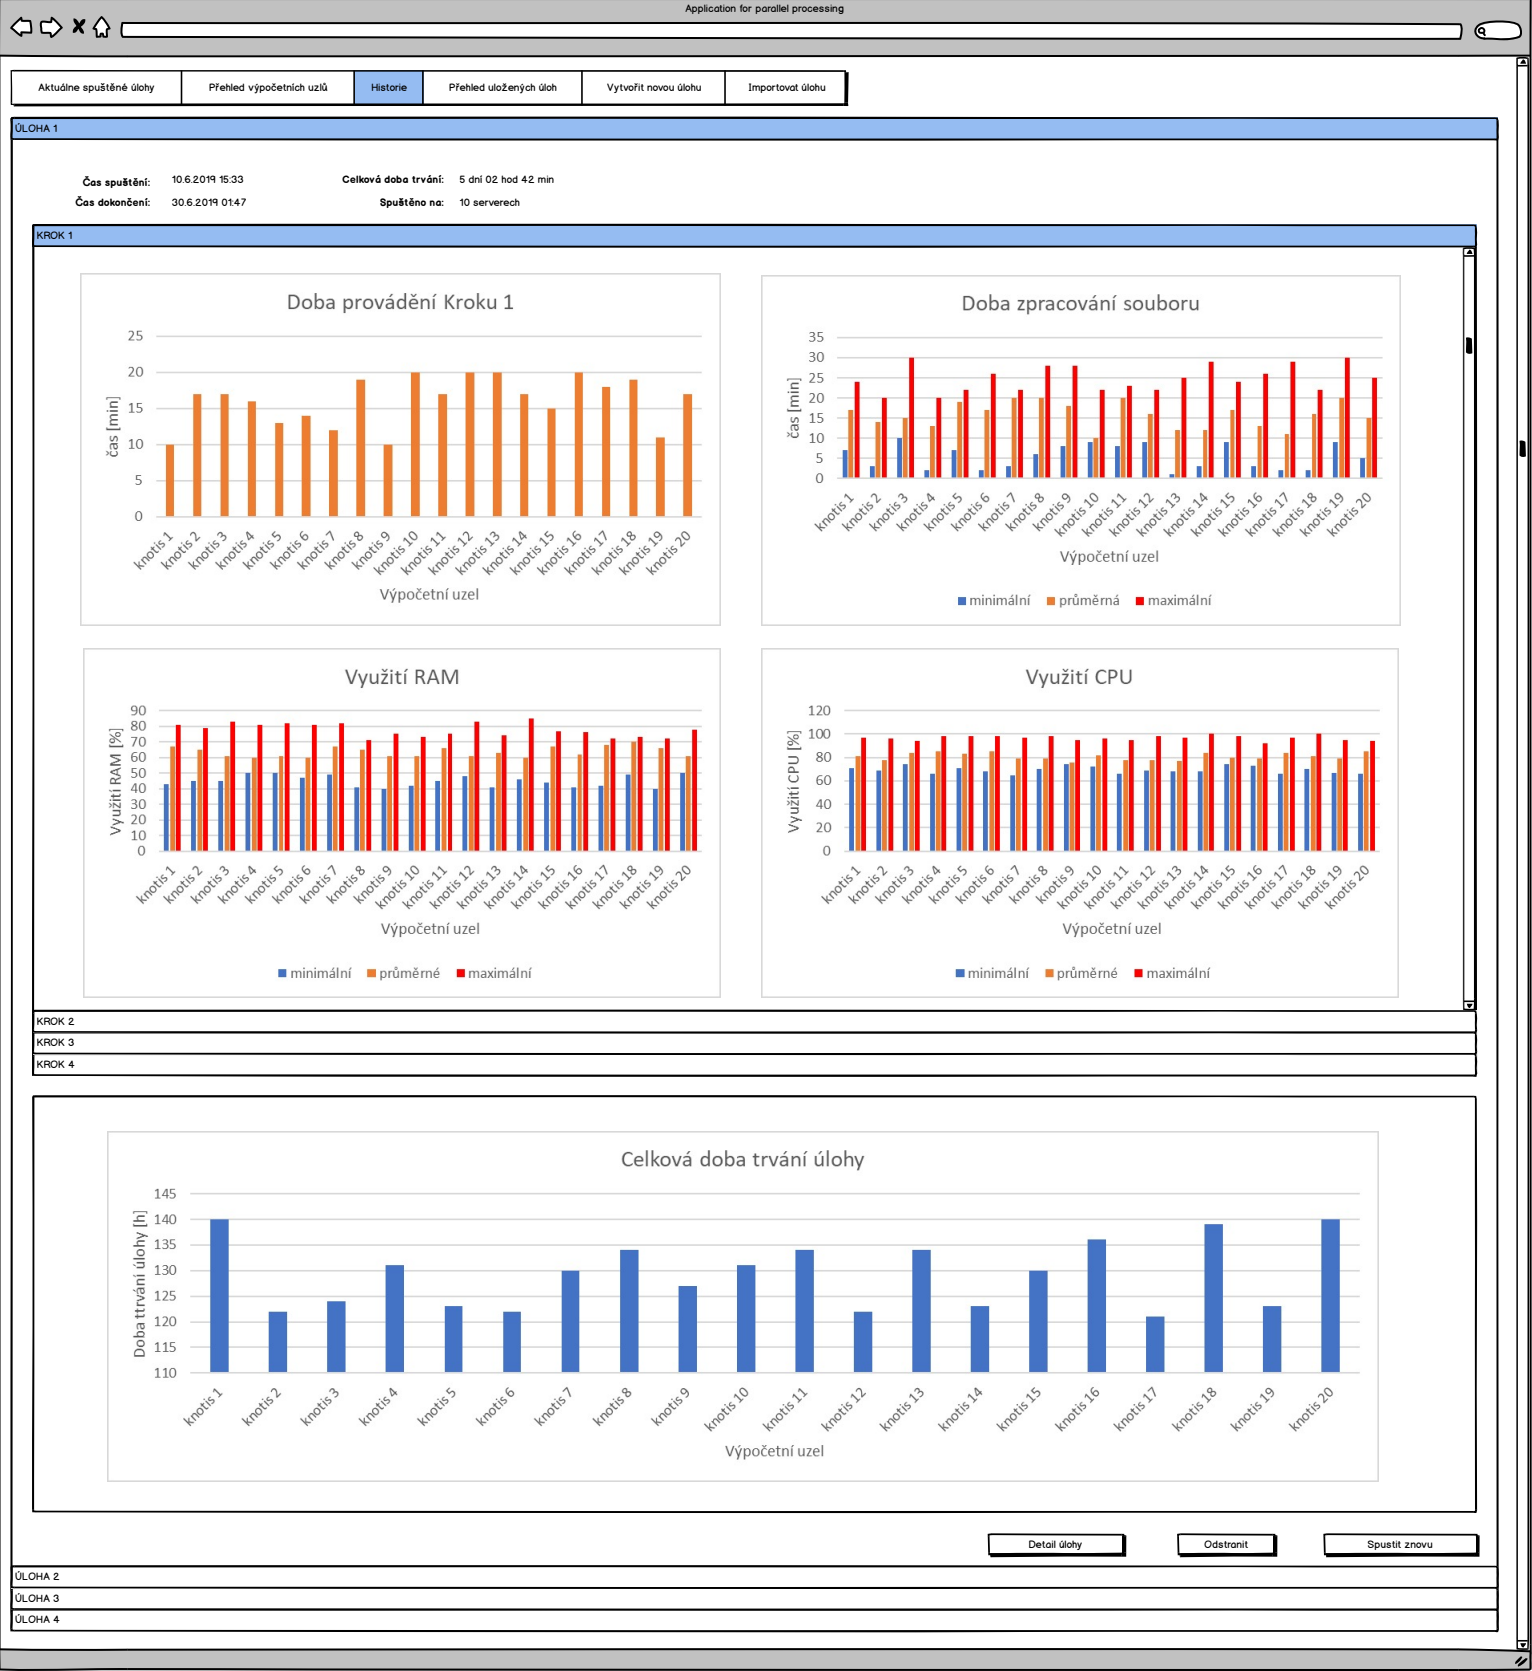 Application for parallel processing
Aktuálne spuštěné úlohy
Přehled výpočetních uzlů
Historie
Přehled uložených úloh
Vytvořit novou úlohu
Importovat úlohu
ÚLOHA 1
Čas spuštění: 10.6.2019 15:33
Celková doba trvání: 5 dní 02 hod 42 min
Čas dokončení: 30.6.2019 01:47
Spuštěno na: 10 serverech
KROK 1
Doba provádění Kroku 1
25
20
15
10
5
0
čas [min]
knotis 1
knotis 2
knotis 3
knotis 4
knotis 5
knotis 6
knotis 7
knotis 8
knotis 9
knotis 10
knotis 11
knotis 12
knotis 13
knotis 14
knotis 15
knotis 16
knotis 17
knotis 18
knotis 19
knotis 20
Výpočetní uzel
Doba zpracování souboru
35
30
25
20
15
10
5
0
čas [min]
knotis 1
knotis 2
knotis 3
knotis 4
knotis 5
knotis 6
knotis 7
knotis 8
knotis 9
knotis 10
knotis 11
knotis 12
knotis 13
knotis 14
knotis 15
knotis 16
knotis 17
knotis 18
knotis 19
knotis 20
Výpočetní uzel
minimální průměrná maximální
Využití RAM
90
80
70
60
50
40
30
20
10
0
Využití RAM [%]
knotis 1
knotis 2
knotis 3
knotis 4
knotis 5
knotis 6
knotis 7
knotis 8
knotis 9
knotis 10
knotis 11
knotis 12
knotis 13
knotis 14
knotis 15
knotis 16
knotis 17
knotis 18
knotis 19
knotis 20
Výpočetní uzel
minimální průměrné maximální
Využití CPU
120
100
80
60
40
20
0
Využití CPU [%]
knotis 1
knotis 2
knotis 3
knotis 4
knotis 5
knotis 6
knotis 7
knotis 8
knotis 9
knotis 10
knotis 11
knotis 12
knotis 13
knotis 14
knotis 15
knotis 16
knotis 17
knotis 18
knotis 19
knotis 20
Výpočetní uzel
minimální průměrné maximální
KROK 2
KROK 3
KROK 4
Celková doba trvání úlohy
145
140
135
130
125
120
115
110
Doba ttrvání úlohy [h]
knotis 1
knotis 2
knotis 3
knotis 4
knotis 5
knotis 6
knotis 7
knotis 8
knotis 9
knotis 10
knotis 11
knotis 12
knotis 13
knotis 14
knotis 15
knotis 16
knotis 17
knotis 18
knotis 19
knotis 20
Výpočetní uzel
Detail úlohy
Odstranit
Spustit znovu
ÚLOHA 2
ÚLOHA 3
ÚLOHA 4